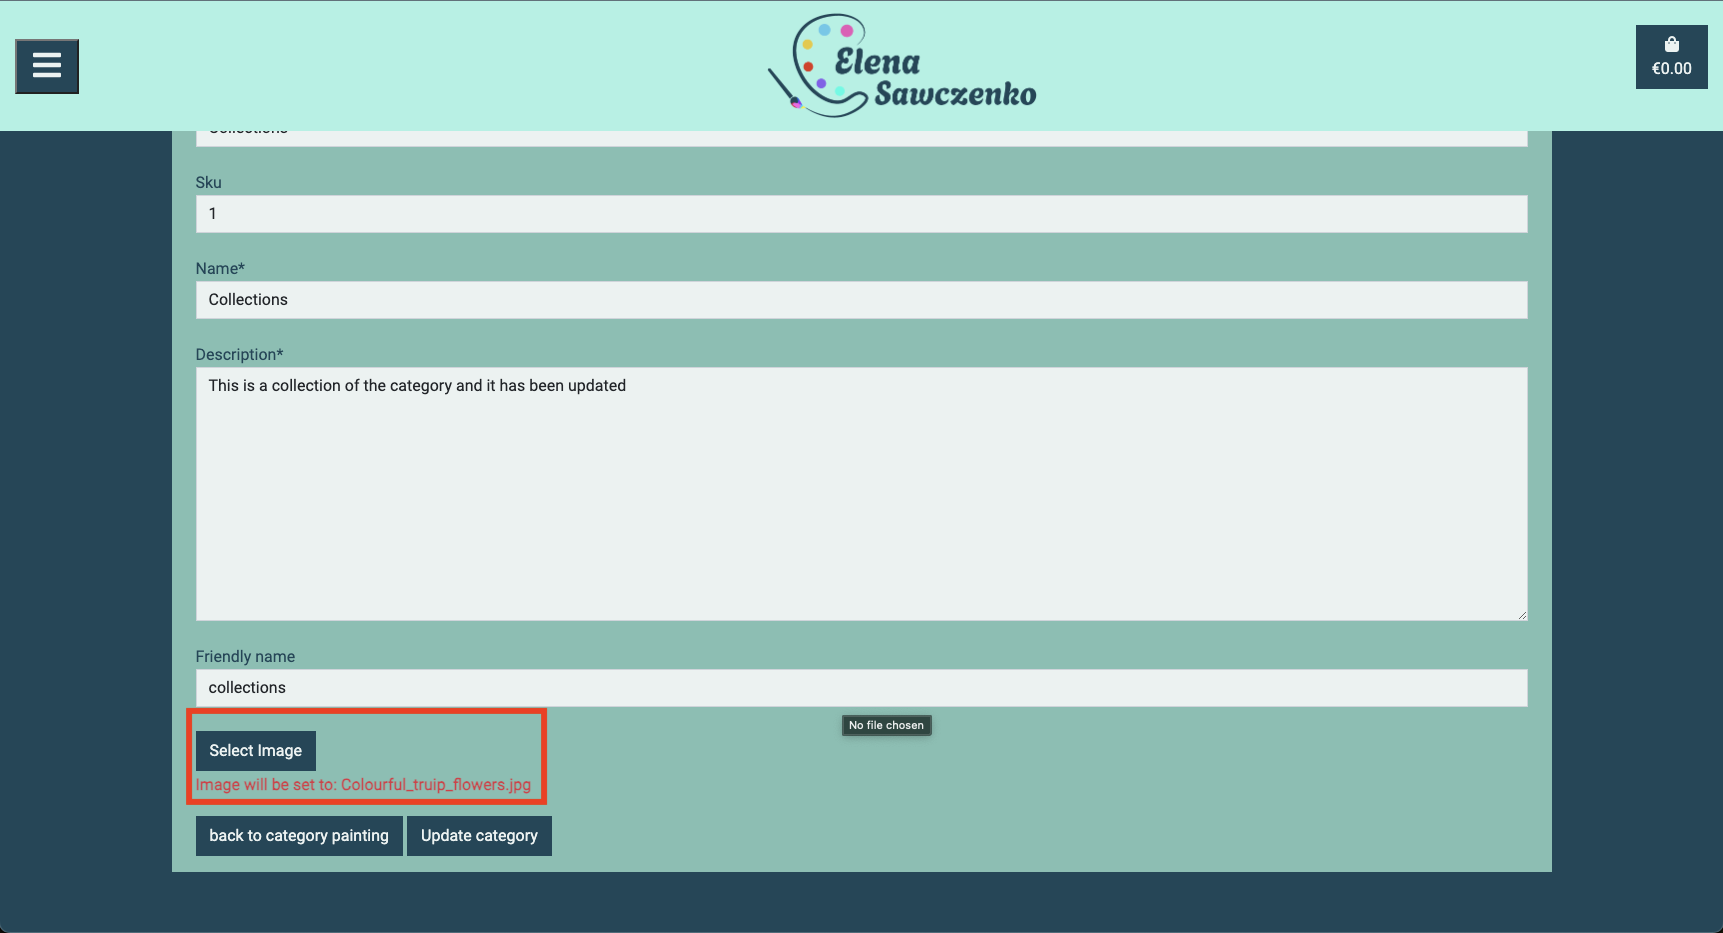 Elena
Sawczenko
€0.00
Collections
Sku
1
Name*
Collections
Description*
This is a collection of the category and it has been updated
Friendly name
collections
No file chosen
Select Image
Image will be set to: Colourful_truip_flowers.jpg
back to category painting Update category